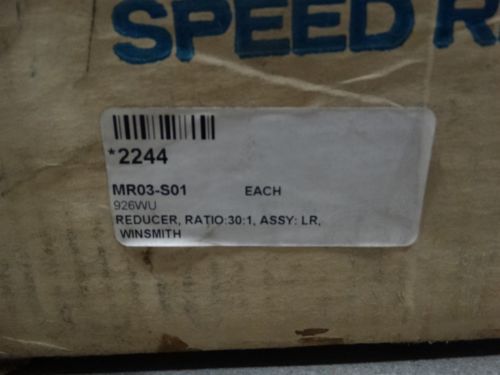 SPEED R
*2244
MR03-S01 EACH
926WU
REDUCER, RATIO:30:1, ASSY: LR,
WINSMITH